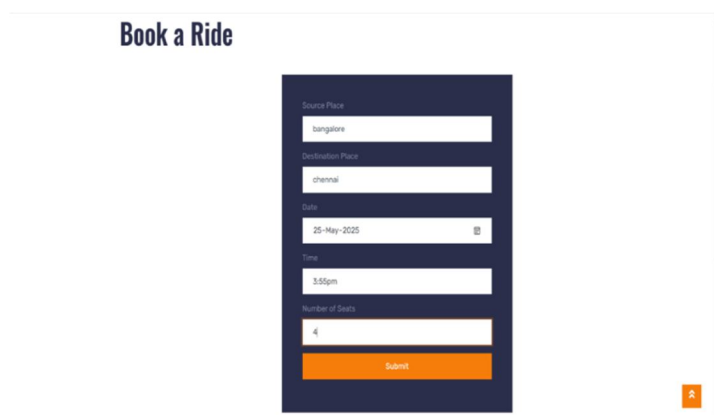 Book a Ride
Source Place
bangalore
Destination Place
chennai
Date
25-May-2025
Time
3:55pm
Number of Seats
4
Submit